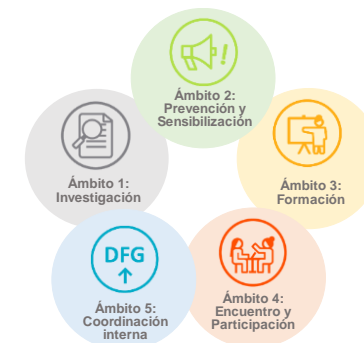 Ámbito 2:
Prevención y
Sensibilización
Ámbito 1:
Investigación
Ámbito 3:
Formación
DFG
Ámbito 5:
Coordinación
interna
Ámbito 4:
Encuentro y
Participación